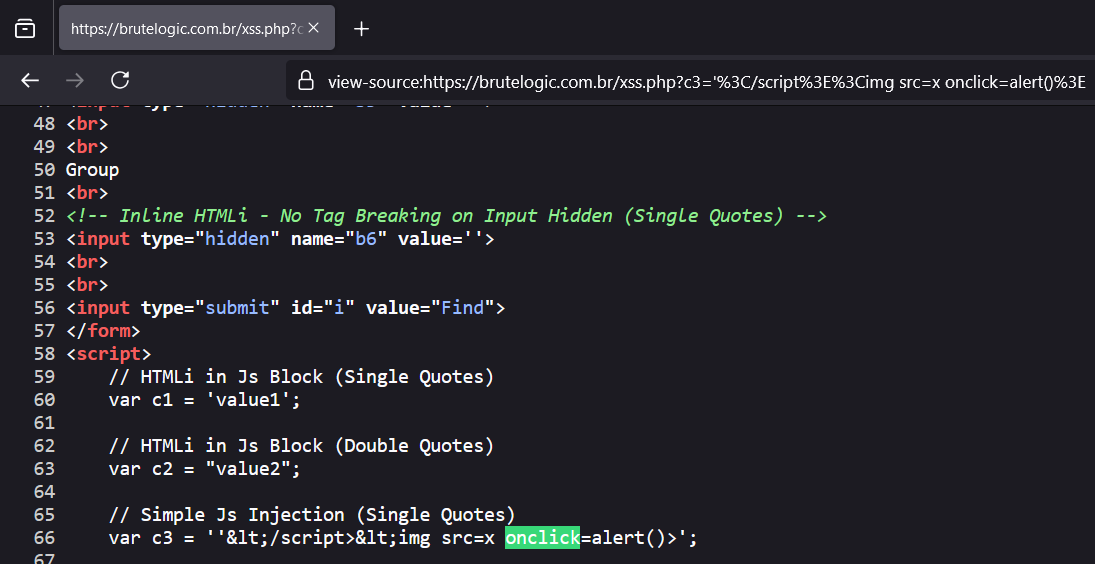 https://brutelogic.com.br/xss.php?c
view-source:https://brutelogic.com.br/xss.php?c3='%3C/script%3E%3Cimg src=x onclick=alert()%3E
48 <br>
49 <br>
50 Group
51 <br>
52 <!-- Inline HTMLi - No Tag Breaking on Input Hidden (Single Quotes) -->
53 <input type="hidden" name="b6" value=''>
54 <br>
55 <br>
56 <input type="submit" id="i" value="Find">
57 </form>
58 <script>
59 // HTMLi in Js Block (Single Quotes)
60 var c1 = 'value1';
61
62 // HTMLi in Js Block (Double Quotes)
63 var c2 = "value2";
64
65 // Simple Js Injection (Single Quotes)
66 var c3 = ''&lt;/script>&lt;img src=x onclick=alert()>';
67